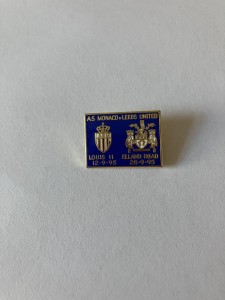 AS MONACO v LEEDS UNITED
LOUIS II ELLAND ROAD
12-9-95 26-9-95